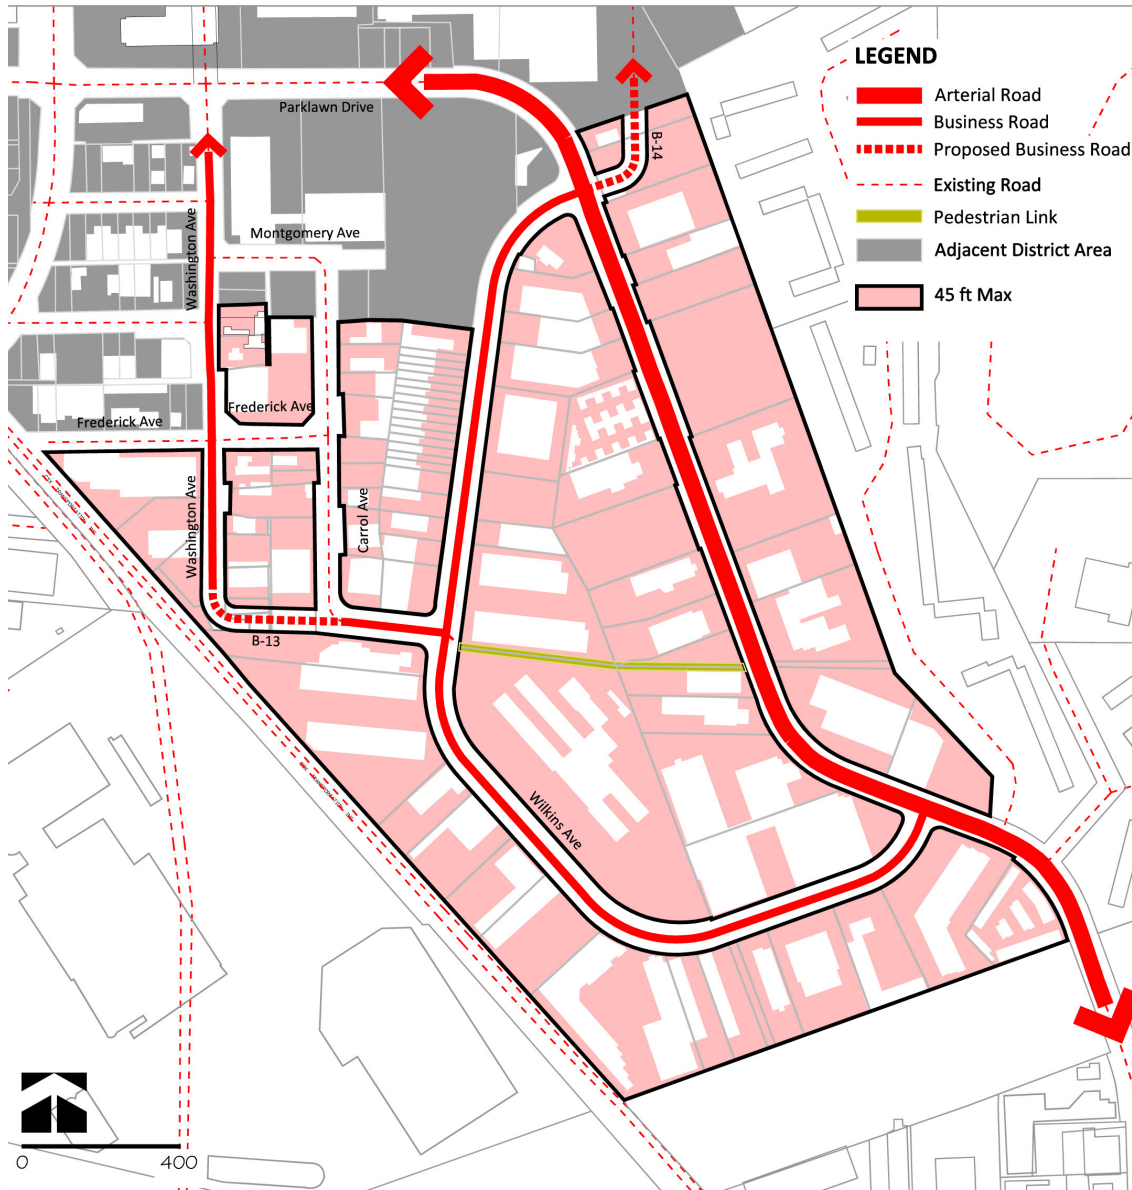 LEGEND
Arterial Road
Business Road
Proposed Business Road
Existing Road
Pedestrian Link
Adjacent District Area
45 ft Max
Parklawn Drive
B-14
Washington Ave
Montgomery Ave
Frederick Ave
Frederick Ave
Washington Ave
Carrol Ave
B-13
Wilkins Ave
0 400